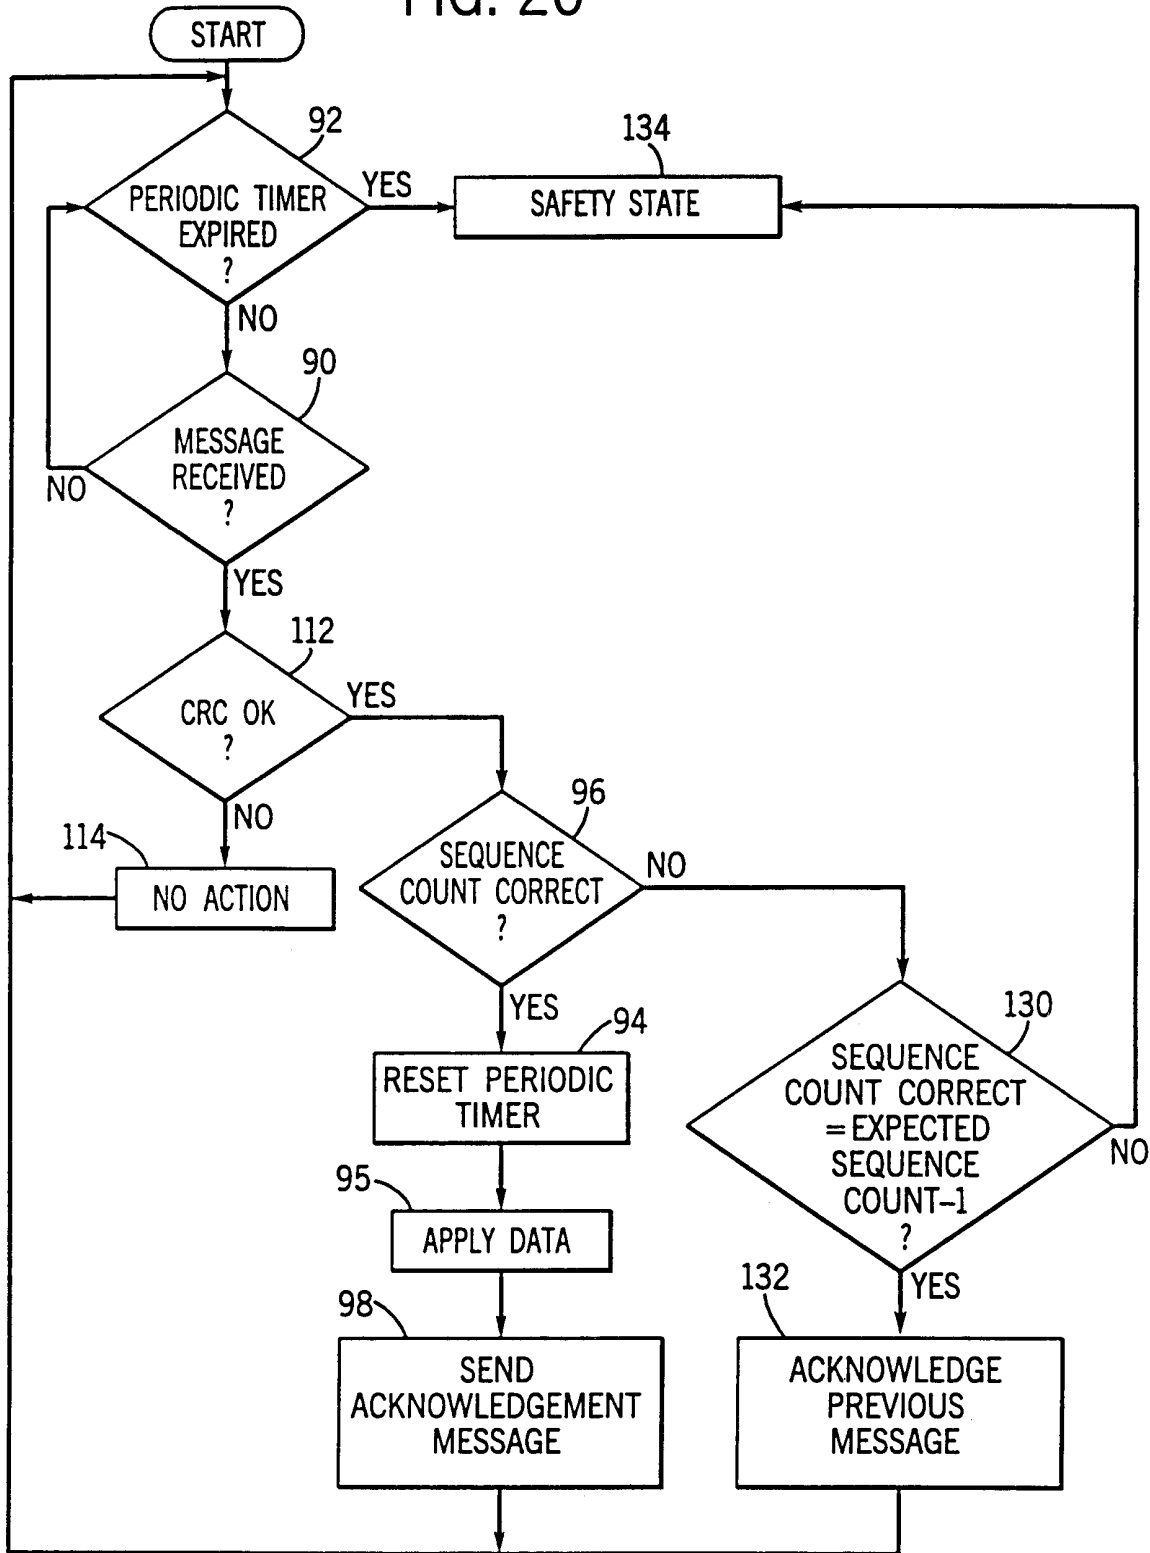 FIG. 20
START
92
PERIODIC TIMER
EXPIRED
?
YES
NO
134
SAFETY STATE
90
MESSAGE
RECEIVED
?
NO
YES
112
CRC OK
?
YES
NO
114
NO ACTION
96
SEQUENCE
COUNT CORRECT
?
NO
YES
94
RESET PERIODIC
TIMER
95
APPLY DATA
98
SEND
ACKNOWLEDGEMENT
MESSAGE
130
SEQUENCE
COUNT CORRECT
=EXPECTED
SEQUENCE
COUNT-1
?
NO
YES
132
ACKNOWLEDGE
PREVIOUS
MESSAGE